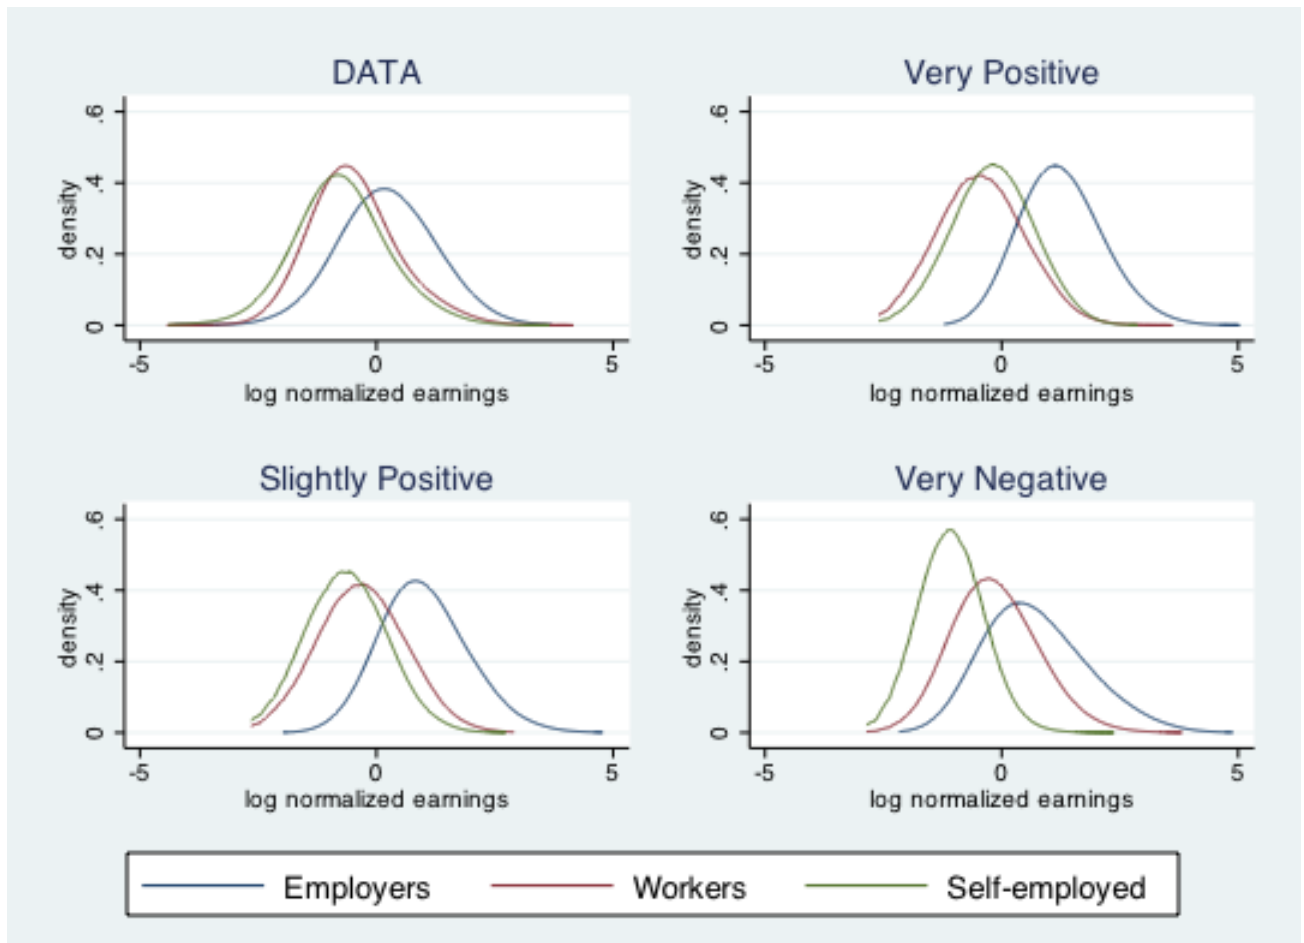 DATA
.6
.4
.2
0
density
-5 0 5
log normalized earnings
Very Positive
.6
.4
.2
0
density
-5 0 5
log normalized earnings
Slightly Positive
.6
.4
.2
0
density
-5 0 5
log normalized earnings
Very Negative
.6
.4
.2
0
density
-5 0 5
log normalized earnings
Employers Workers Self-employed